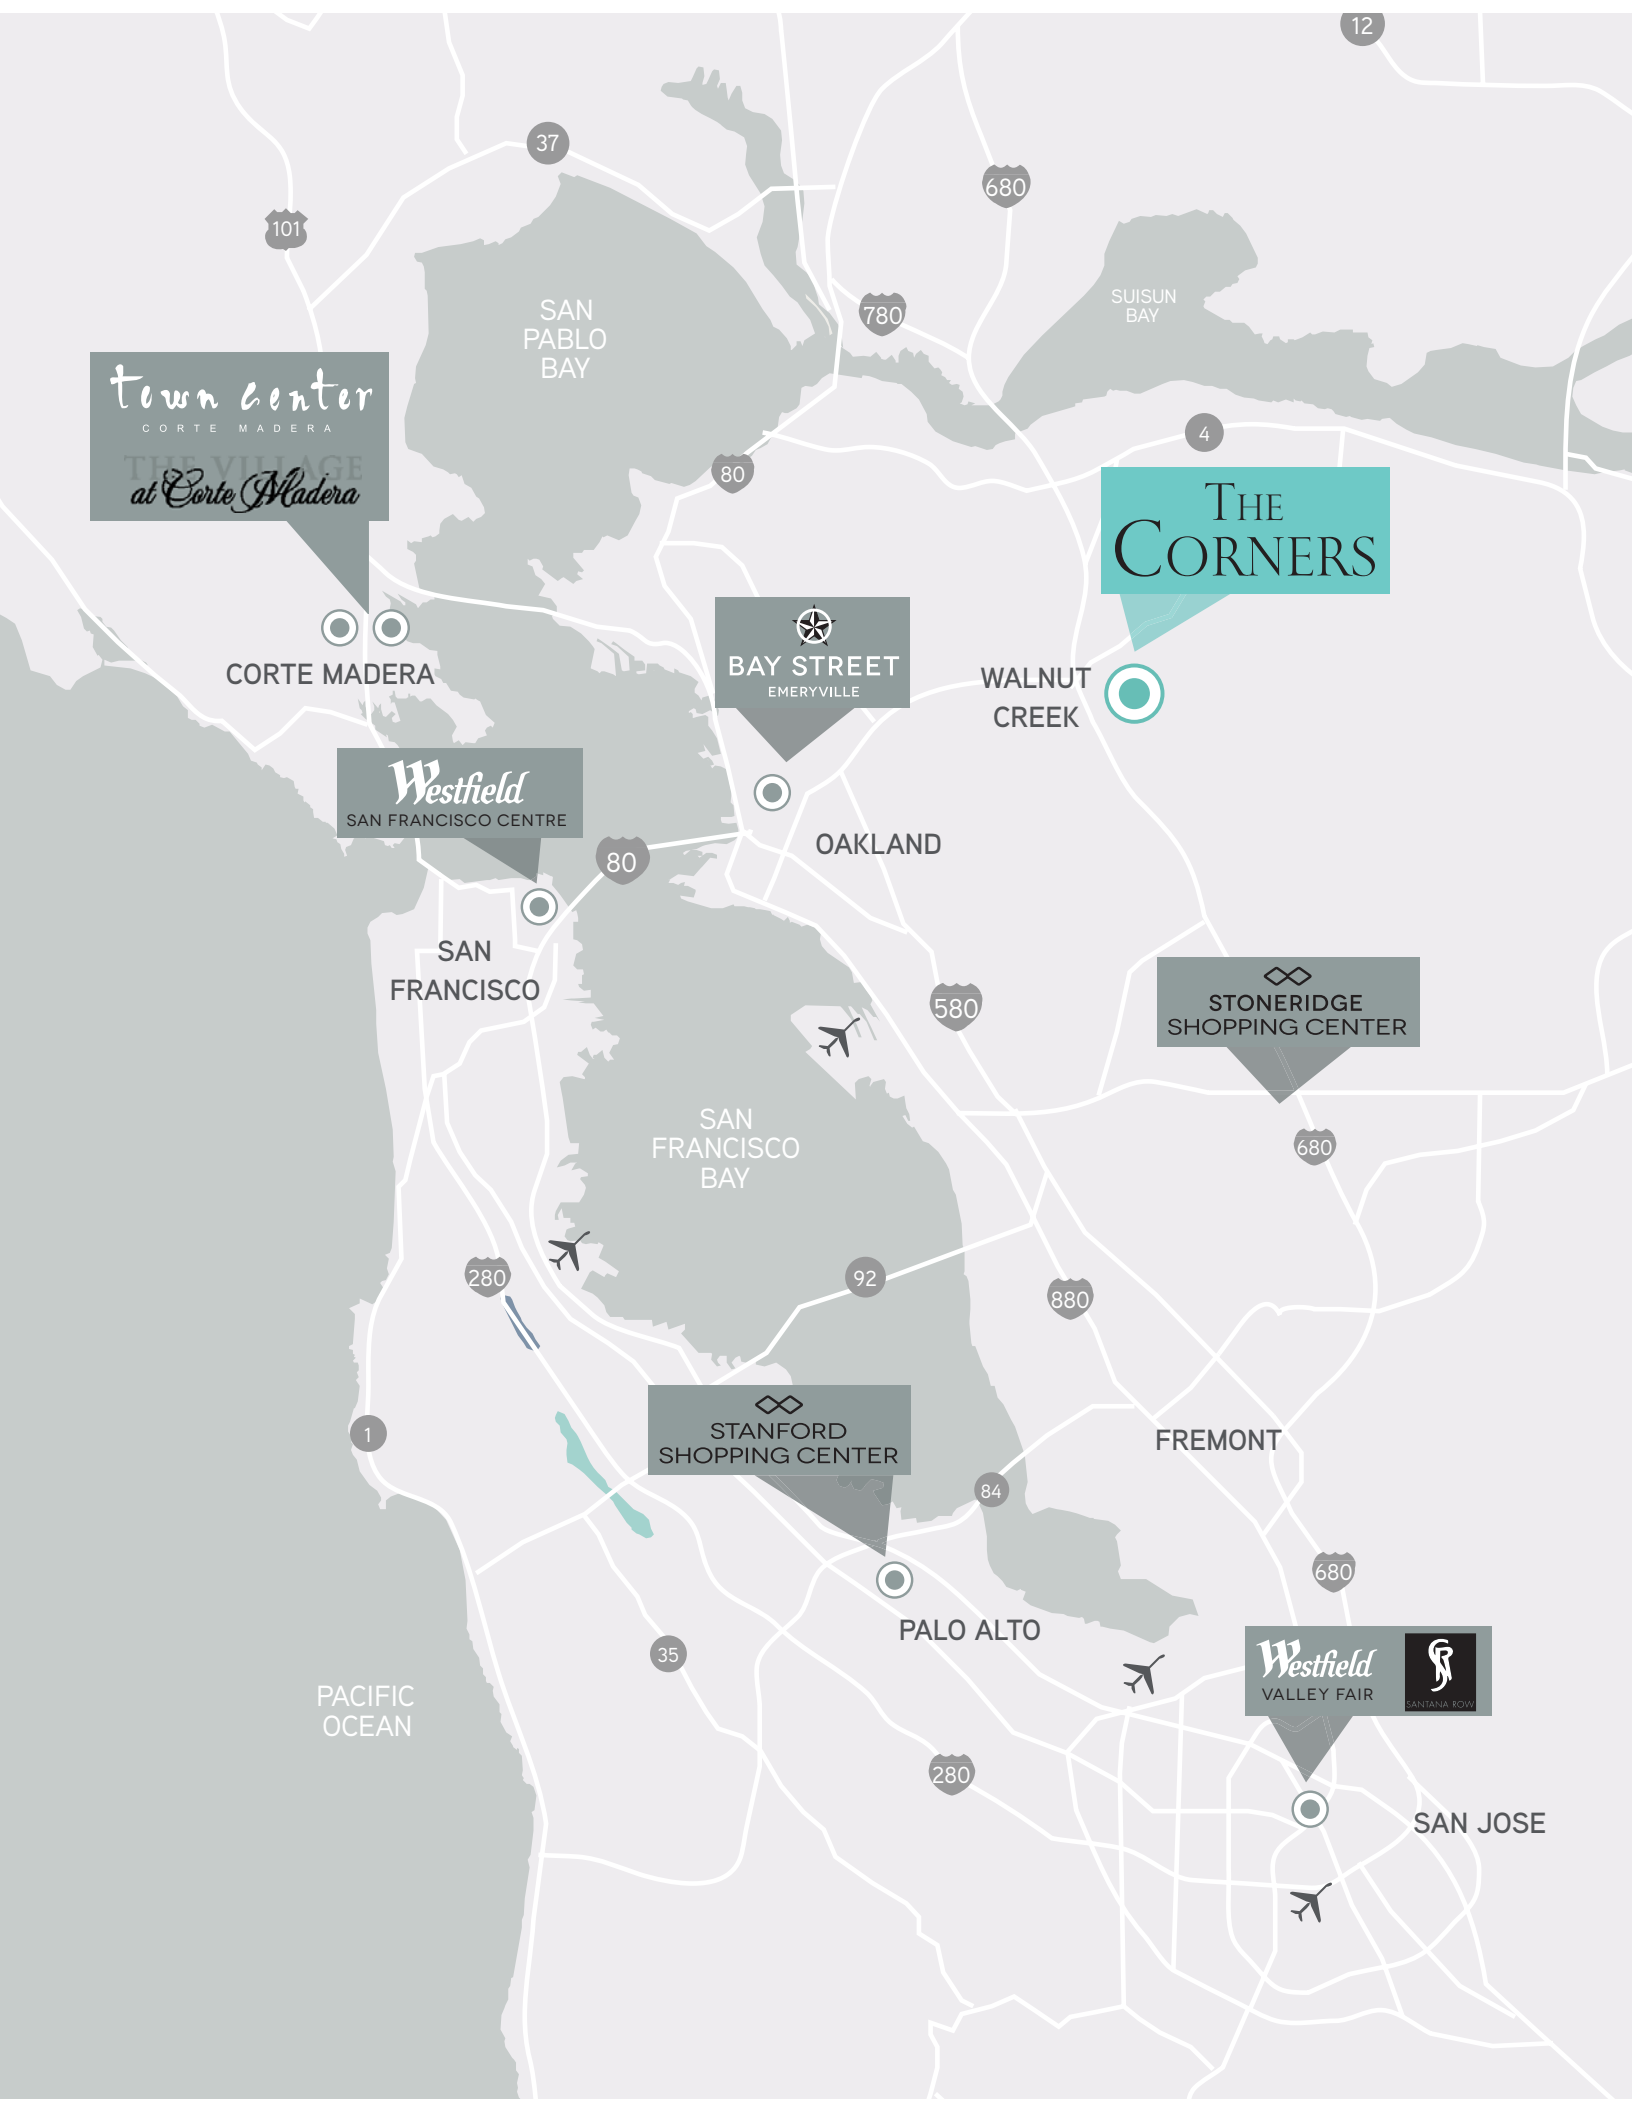 12
37
680
101
SAN
PABLO
BAY
780
SUISUN
BAY
town center
CORTE MADERA
THE VILLAGE
at Corte Madera
80
4
THE
CORNERS
BAY STREET
EMERYVILLE
CORTE MADERA
WALNUT
CREEK
Westfield
SAN FRANCISCO CENTRE
80
OAKLAND
SAN
FRANCISCO
580
STONERIDGE
SHOPPING CENTER
SAN
FRANCISCO
BAY
680
280
92
880
STANFORD
SHOPPING CENTER
1
FREMONT
84
680
PALO ALTO
35
Westfield
VALLEY FAIR
SR
SANTANA ROW
PACIFIC
OCEAN
280
SAN JOSE